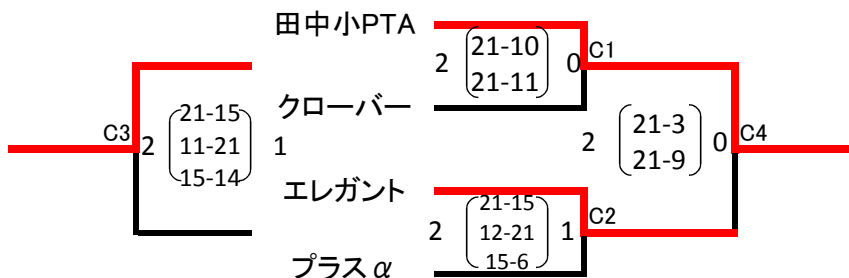 田中小PTA
2 21-10 0 C1
21-11
クローバー
C3 2 21-15 1
11-21
15-14
2 21-3 0 C4
21-9
エレガント
2 21-15 1 C2
12-21
15-6
プラスα